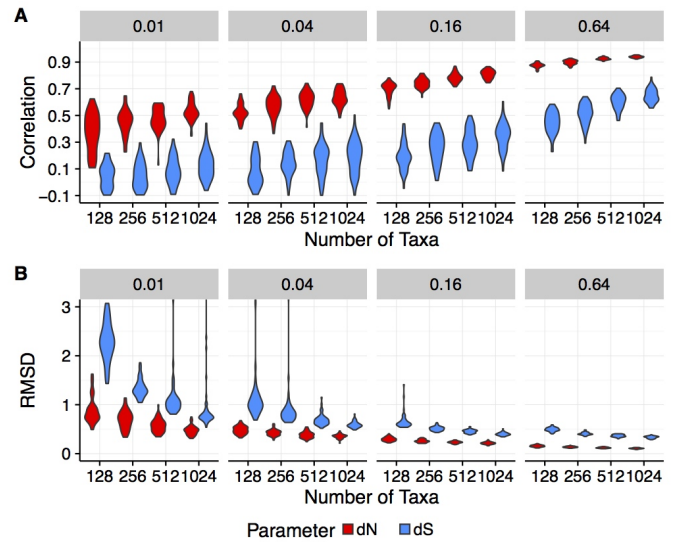 A
0.01 0.04 0.16 0.64
Correlation
0.9
0.7
0.5
0.3
0.1
−0.1
128 256 512 1024 128 256 512 1024 128 256 512 1024 128 256 512 1024
Number of Taxa
B
0.01 0.04 0.16 0.64
RMSD
3
2
1
0
128 256 512 1024 128 256 512 1024 128 256 512 1024 128 256 512 1024
Number of Taxa
Parameter dN dS